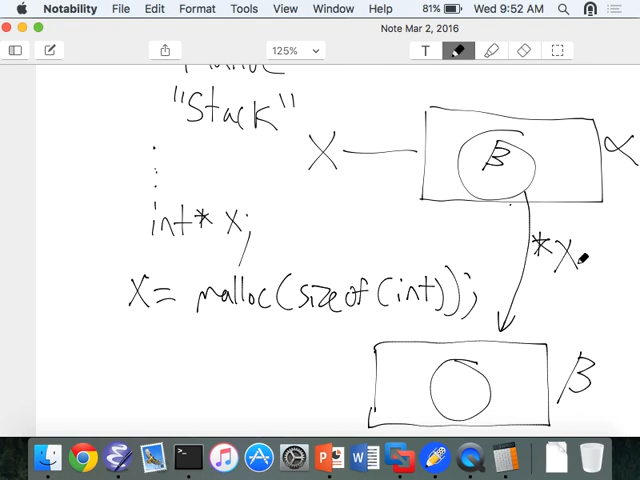 Notability File Edit Format Tools View Window Help 81% Wed 9:52 AM
Note Mar 2, 2016
125% T
Malloc
"Stack"
X β α
int* x;
*X
X = malloc(sizeof(int));
β